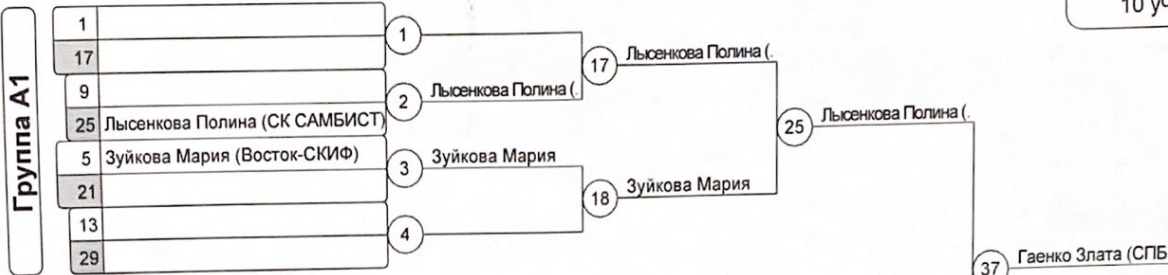 10 уч
Группа А1
1
17
1
9
25 Лысенкова Полина (СК САМБИСТ)
2
Лысенкова Полина (.
17
Лысенкова Полина (.
5 Зуйкова Мария (Восток-СКИФ)
21
3
Зуйкова Мария
13
29
4
18
Зуйкова Мария
25
Лысенкова Полина (.
37
Гаенко Злата (СПБ